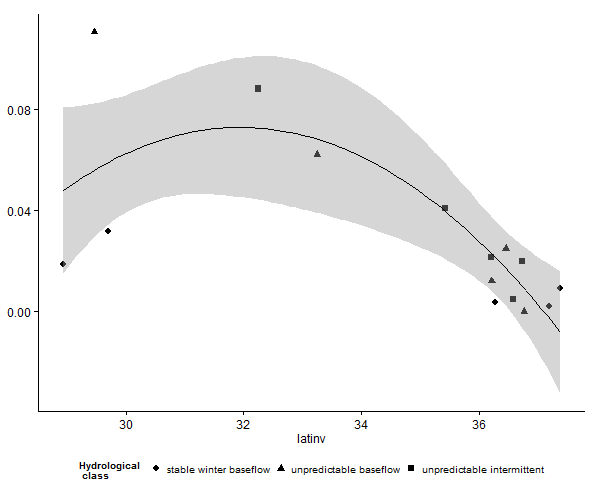 0.08
0.04
0.00
30 32 34 36
latinv
Hydrological
class
stable winter baseflow unpredictable baseflow unpredictable intermittent